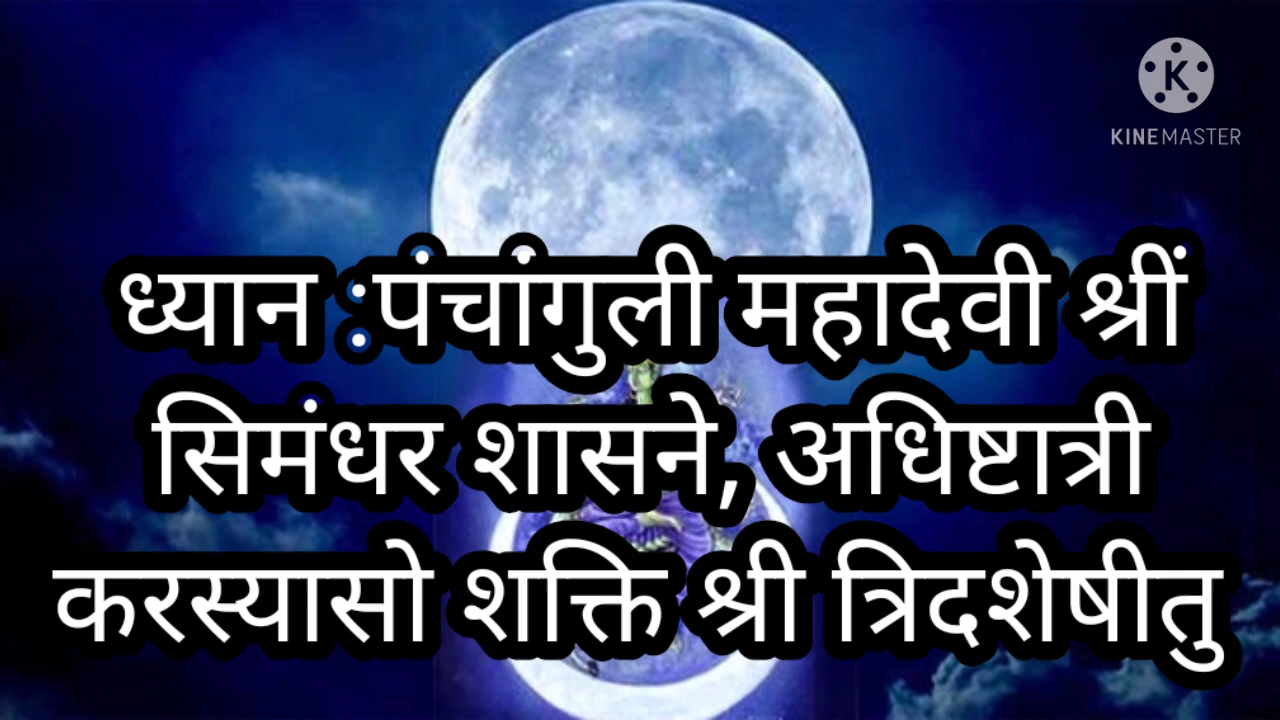 KINEMASTER
ध्यान :पंचांगुली महादेवी श्रीं
सिमंधर शासने, अधिष्टात्री
करस्यासो शक्ति श्री त्रिदशेषीतु